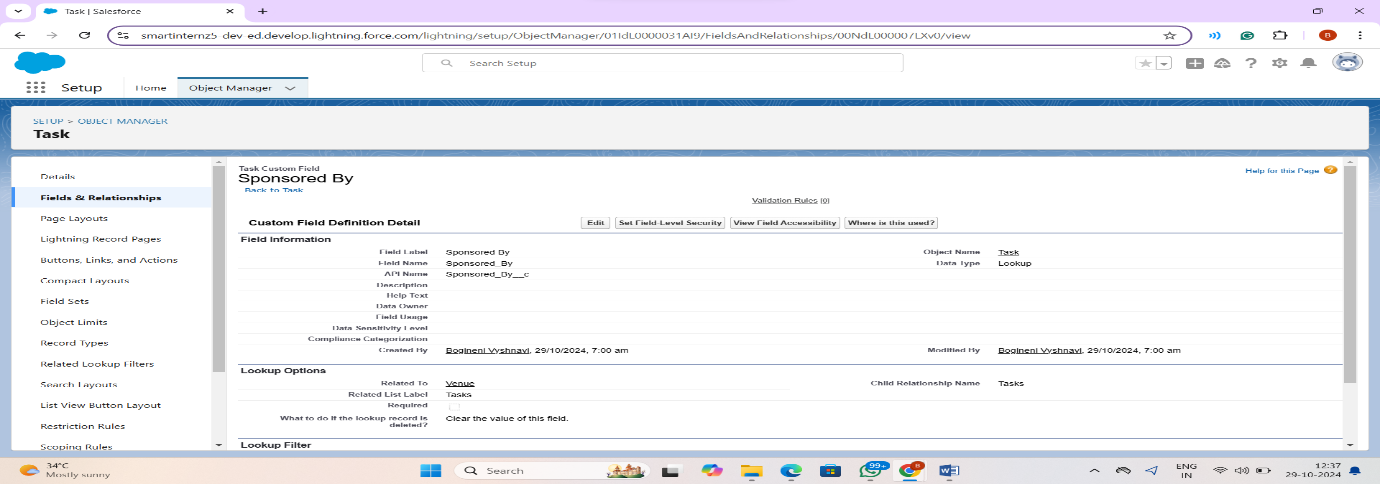 Task | Salesforce
smartinternz5 dev ed.develop.lightning.force.com/lightning/setup/ObjectManager/01IdL0000031AI9/FieldsAndRelationships/00NdL000007LXv0/view
B
Search Setup
Setup Home Object Manager
SETUP > OBJECT MANAGER
Task
Details
Fields & Relationships
Page Layouts
Lightning Record Pages
Buttons, Links, and Actions
Compact Layouts
Field Sets
Object Limits
Record Types
Related Lookup Filters
Search Layouts
List View Button Layout
Restriction Rules
Scoping Rules
Task Custom Field
Sponsored By
Back to Task
Help for this Page ?
Validation Rules (0)
Custom Field Definition Detail Edit Set Field-Level Security View Field Accessibility Where is this used?
Field Information
Field Label Sponsored By Object Name Task
Field Name Sponsored_By Data Type Lookup
API Name Sponsored_By__c
Description
Help Text
Data Owner
Field Usage
Data Sensitivity Level
Compliance Categorization
Created By Bogineni Vyshnavi, 29/10/2024, 7:00 am Modified By Bogineni Vyshnavi, 29/10/2024, 7:00 am
Lookup Options
Related To Venue Child Relationship Name Tasks
Related List Label Tasks
Required
What to do if the lookup record is Clear the value of this field.
deleted?
Lookup Filter
34°C
Mostly sunny
Search
99+
8
ENG
IN
12:37
29-10-2024